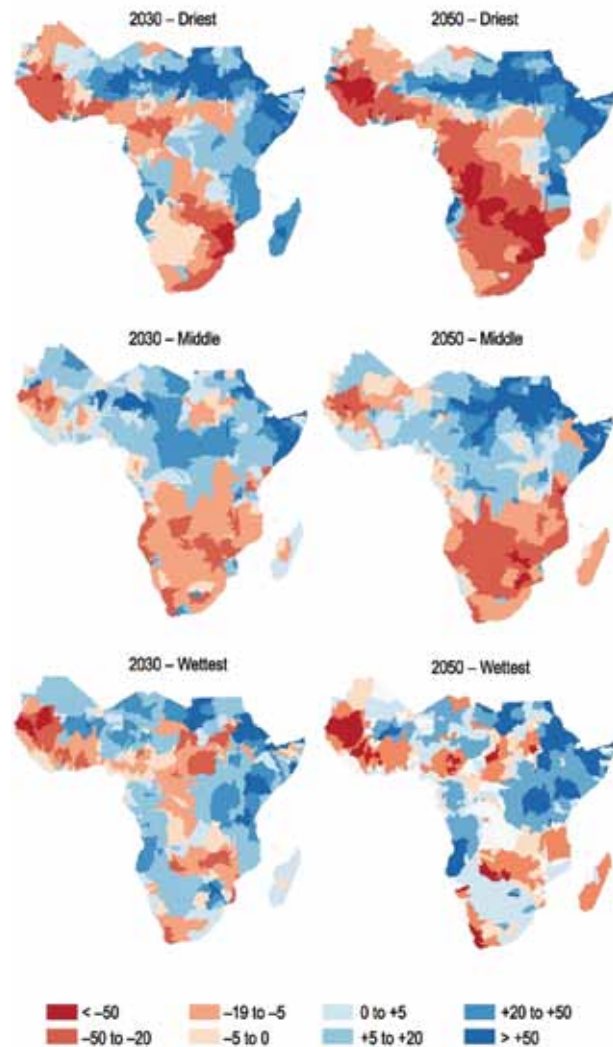 2030 – Driest
2050 – Driest
2030 – Middle
2050 – Middle
2030 – Wettest
2050 – Wettest
< –50
–19 to –5
0 to +5
+20 to +50
–50 to –20
–5 to 0
+5 to +20
> +50